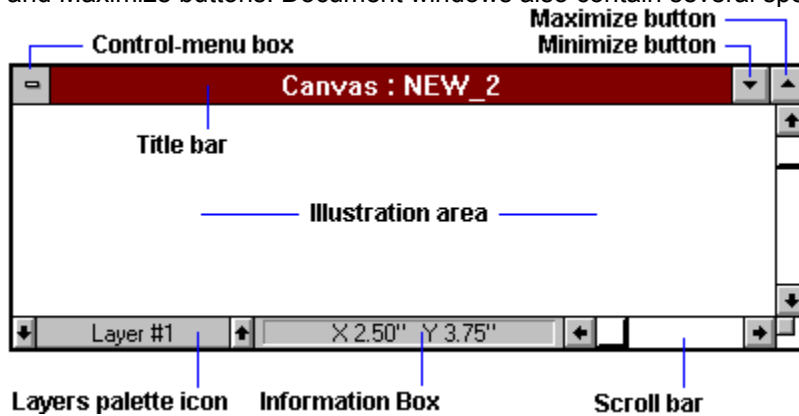 and Maximize buttons. Document windows also contain several spe
Maximize button
Control-menu box
Minimize button
Canvas : NEW_2
Title bar
Illustration area
Layer #1
X 2.50" Y 3.75"
Layers palette icon
Information Box
Scroll bar